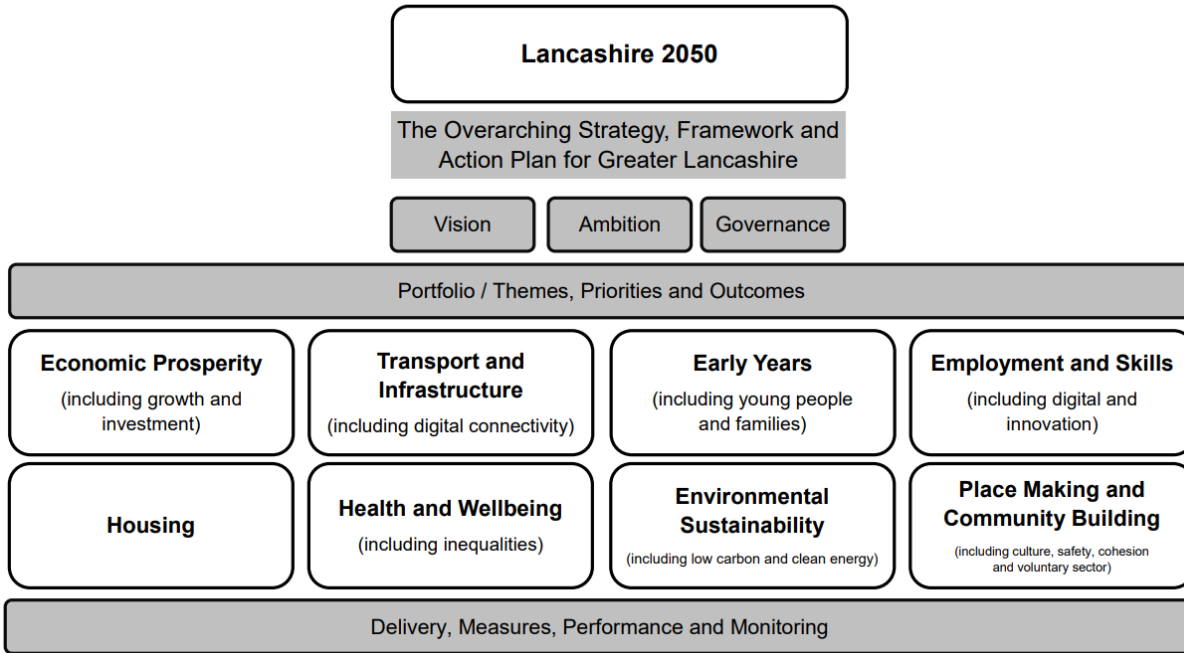 Lancashire 2050
The Overarching Strategy, Framework and
Action Plan for Greater Lancashire
Vision
Ambition
Governance
Portfolio / Themes, Priorities and Outcomes
Economic Prosperity
(including growth and
investment)
Transport and
Infrastructure
(including digital connectivity)
Early Years
(including young people
and families)
Employment and Skills
(including digital and
innovation)
Housing
Health and Wellbeing
(including inequalities)
Environmental
Sustainability
(including low carbon and clean energy)
Place Making and
Community Building
(including culture, safety, cohesion
and voluntary sector)
Delivery, Measures, Performance and Monitoring